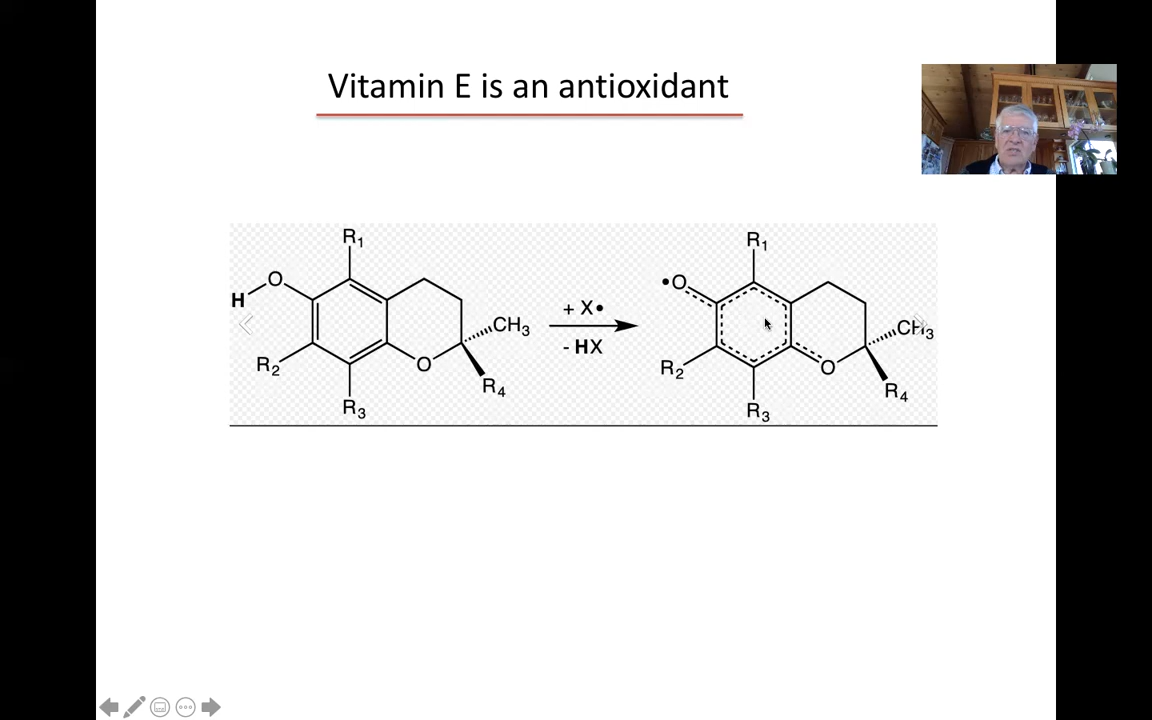 Vitamin E is an antioxidant
R1
H
O
R2
R3
O
CH3
R4
+ X•
- HX
R1
•O
R2
R3
O
CH3
R4